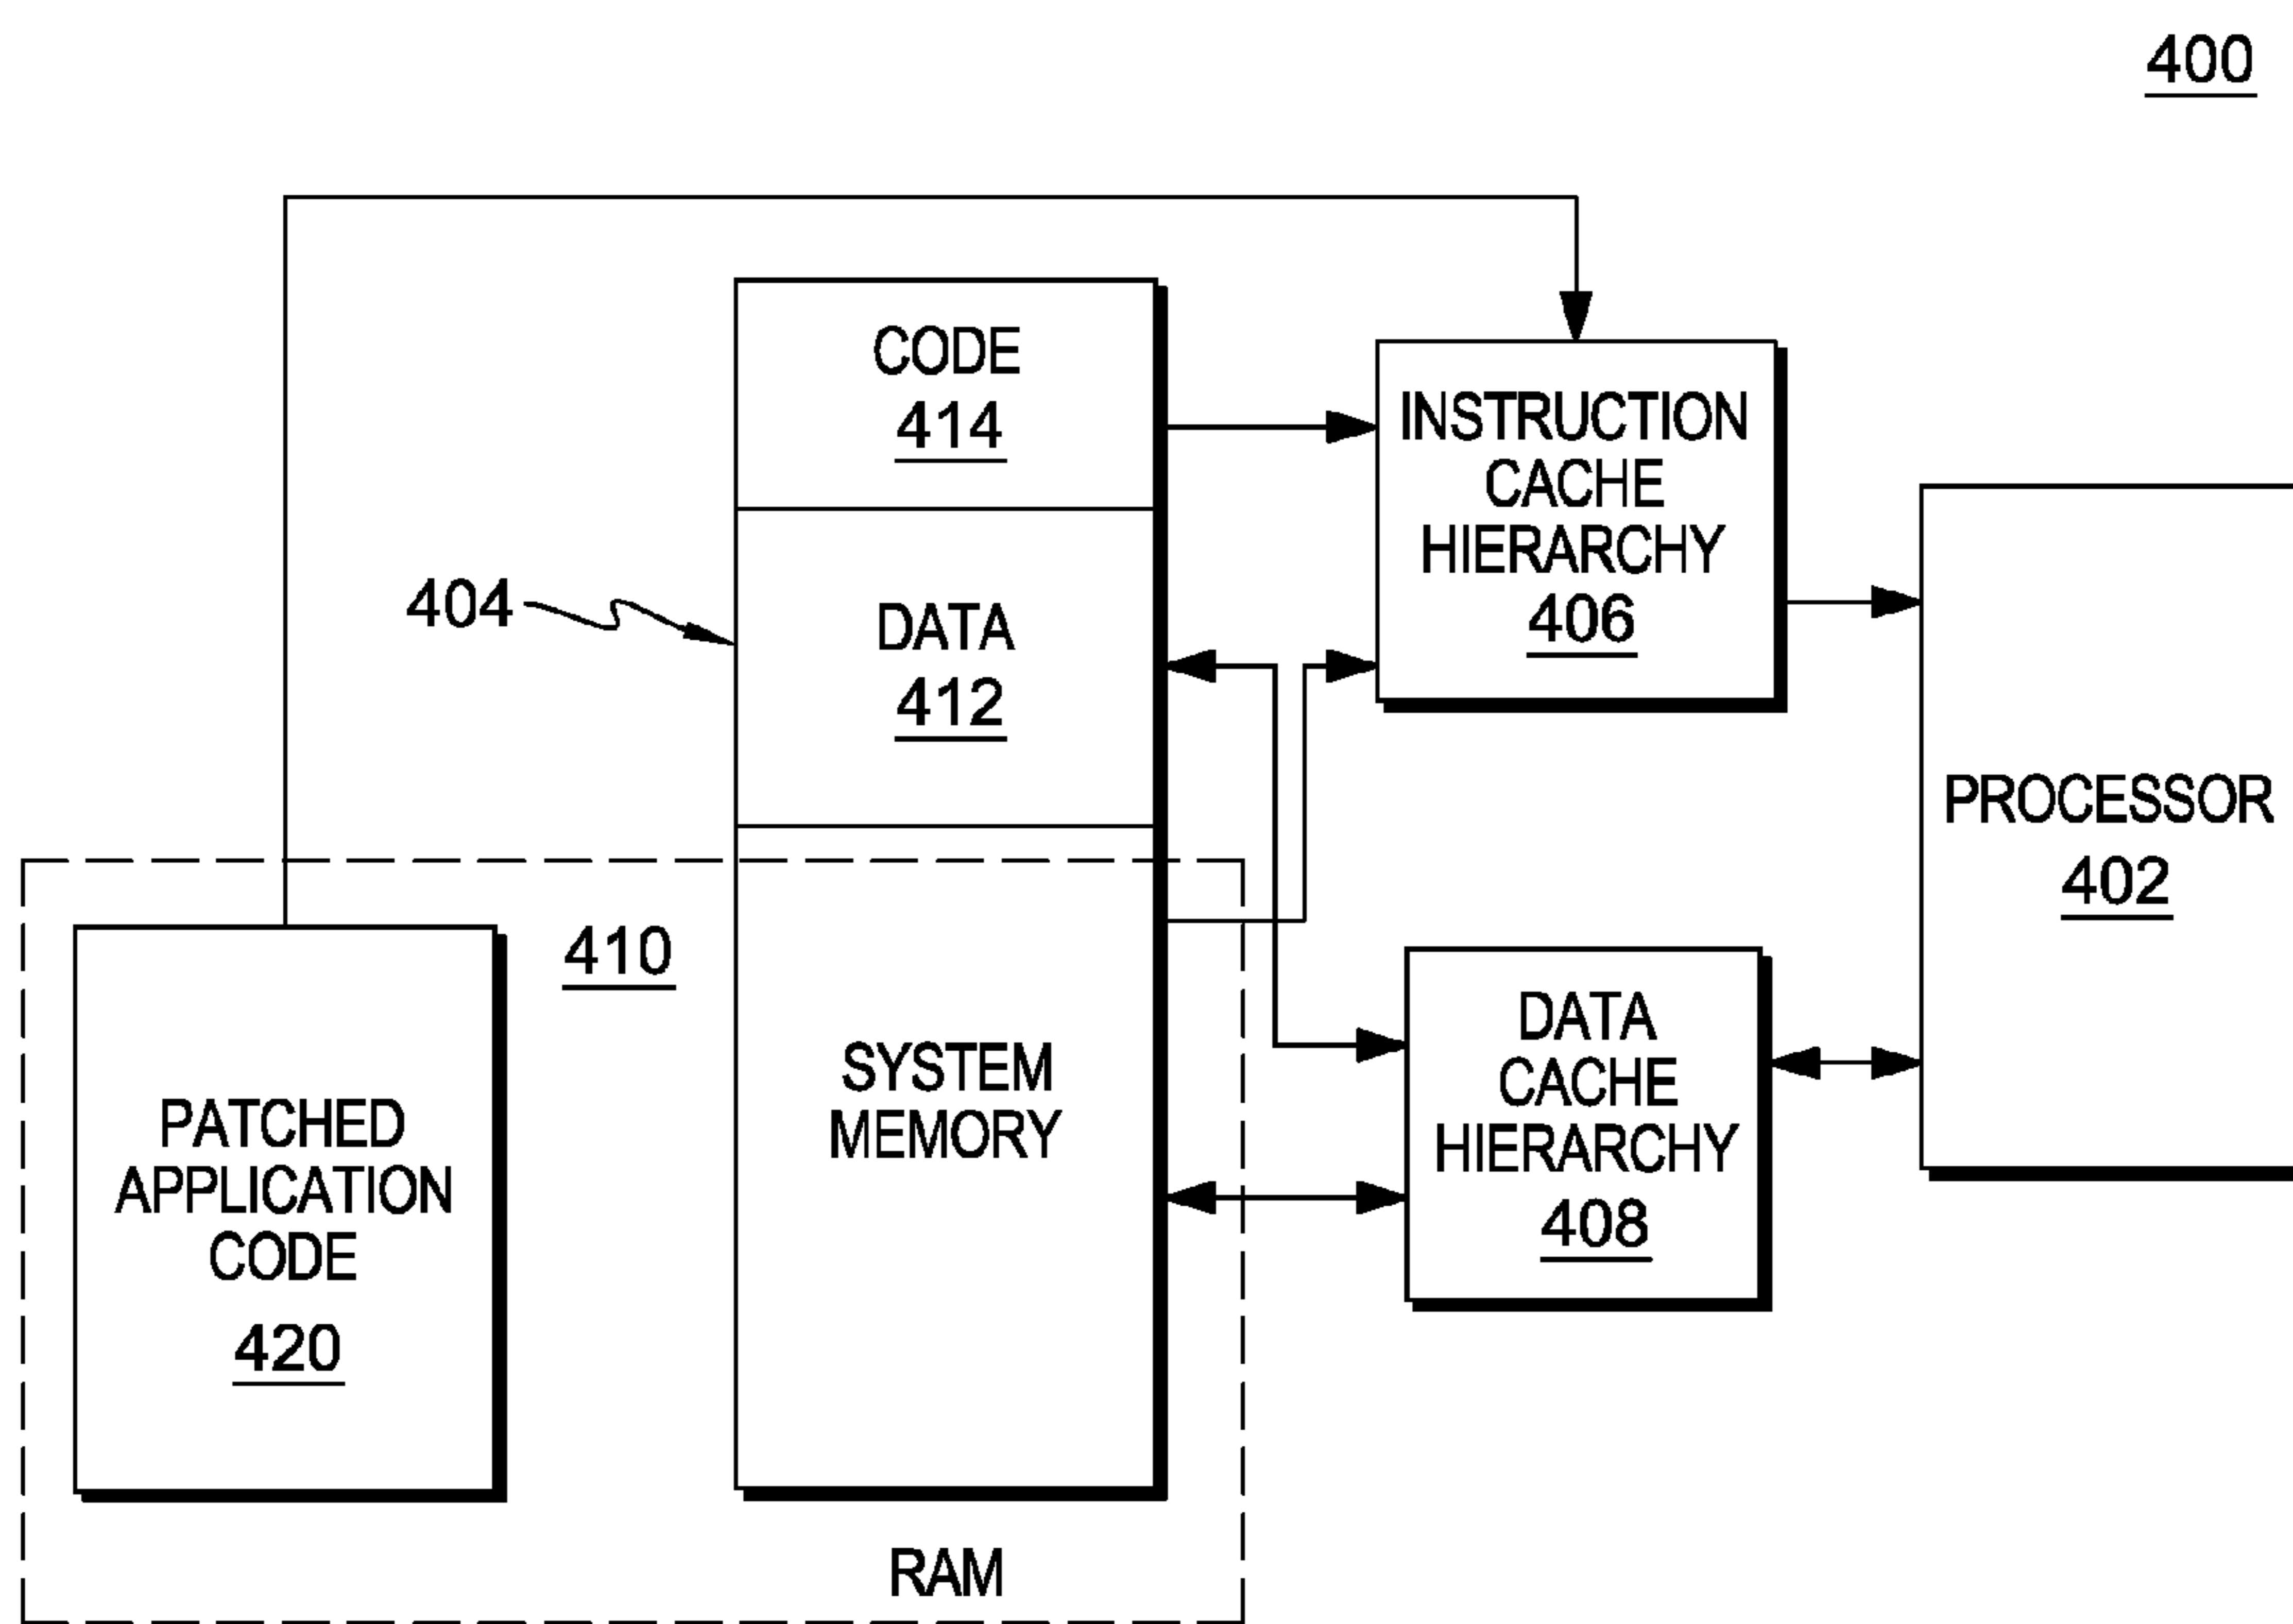 400
CODE
414
INSTRUCTION
CACHE
HIERARCHY
406
404
DATA
412
PROCESSOR
402
410
PATCHED
APPLICATION
CODE
420
SYSTEM
MEMORY
DATA
CACHE
HIERARCHY
408
RAM